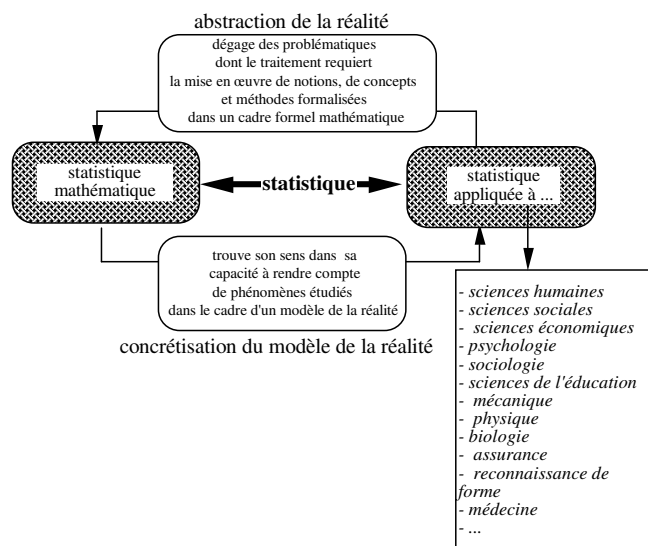 abstraction de la réalité
dégage des problématiques
dont le traitement requiert
la mise en œuvre de notions, de concepts
et méthodes formalisées
dans un cadre formel mathématique
statistique
mathématique
statistique
statistique
appliquée à ...
trouve son sens dans sa
capacité à rendre compte
de phénomènes étudiés
dans le cadre d'un modèle de la réalité
concrétisation du modèle de la réalité
- sciences humaines
- sciences sociales
- sciences économiques
- psychologie
- sociologie
- sciences de l'éducation
- mécanique
- physique
- biologie
- assurance
- reconnaissance de
forme
- médecine
- ...